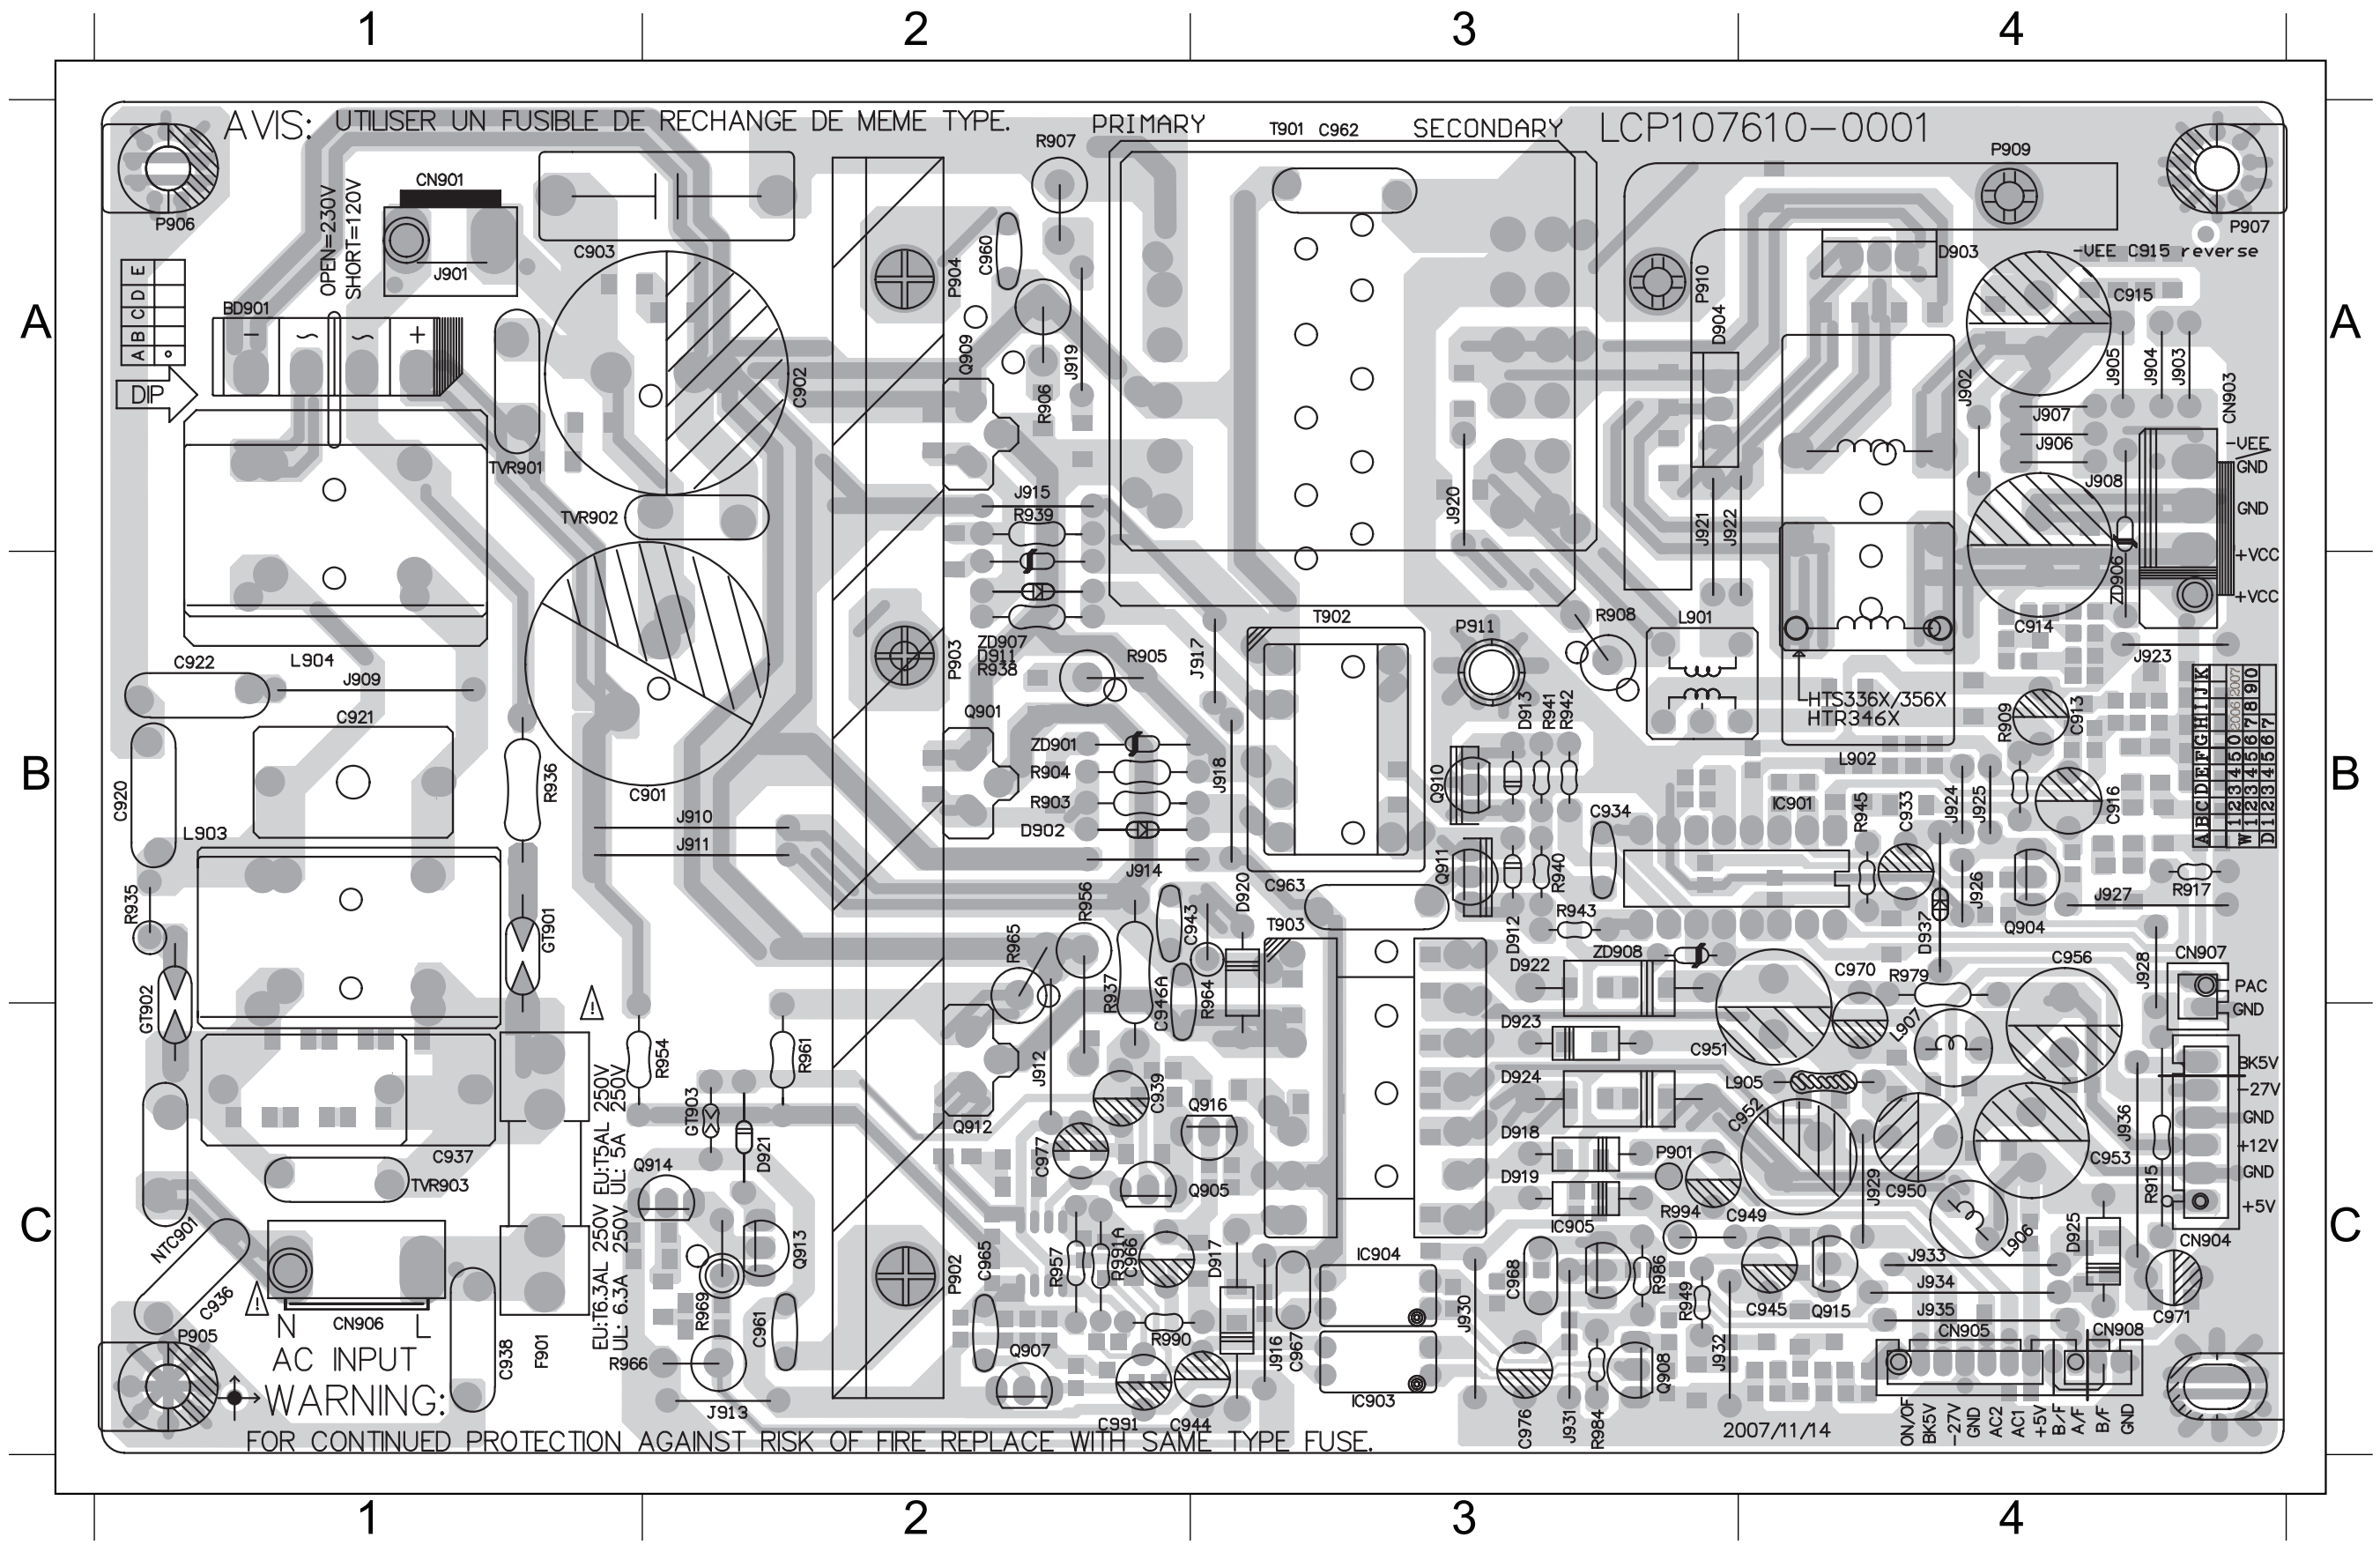 1 2 3 4
AVIS: UTILISER UN FUSIBLE DE RECHANGE DE MEME TYPE.
PRIMARY
SECONDARY
LCP107610-0001
T901 C962
R907
P909
CN901
P906
OPEN=230V
SHORT=120V
J901
C903
C960
P904
P910
D903
P907
-VEE C915 reverse
A
A
A B C D E
BD901
- ~ ~ +
DIP
C902
Q909
J919
R906
D904
C915
J902
J905
J904
J903
CN903
J907
J906
-VEE
GND
J908
GND
+VCC
+VCC
TVR901
TVR902
J915
R939
J920
J921
J922
ZD906
C914
J923
L904
C922
J909
C921
P903
ZD907
D911
R938
R905
J917
T902
P911
R908
L901
HTS336X/356X
HTR346X
D913
R941
R942
R909
C913
ABCDEFGHIJK
W1234567890
D1234567
B
B
C920
L903
R936
C901
Q901
ZD901
R904
R903
D902
J918
J910
J911
J914
Q910
Q911
C934
L902
IC901
R945
C933
J924
J925
C916
R940
R943
D912
D937
J926
Q904
J927
R917
R935
GT901
GT902
R965
R956
R937
C943
C946A
R964
D920
C963
T903
D922
ZD908
C970
R979
C956
J928
CN907
PAC
GND
D923
C951
L907
D924
L905
R954
R961
J912
C939
Q916
GT903
D921
Q912
C977
Q905
Q914
D918
D919
P901
C952
C949
J929
C950
C953
J936
R915
BK5V
-27V
GND
+12V
GND
+5V
CN904
C937
TVR903
EU:T6.3AL 250V EU:T5AL 250V
UL: 6.3A 250V UL: 5A 250V
C
C
NTC901
C936
CN906
N L
AC INPUT
P905
WARNING:
C938
F901
Q913
R969
C961
R966
J913
P902
C965
R957
R991A
C966
D917
R990
Q907
C991
C944
J916
C967
IC904
IC903
J930
IC905
R994
C968
R986
R949
C976
J931
R984
Q908
J932
C945
Q915
L906
D925
J933
J934
J935
CN905
CN908
C971
2007/11/14
ON/OF
BK5V
-27V
GND
AC2
AC1
+5V
B/F
A/F
B/F
GND
FOR CONTINUED PROTECTION AGAINST RISK OF FIRE REPLACE WITH SAME TYPE FUSE.
1 2 3 4